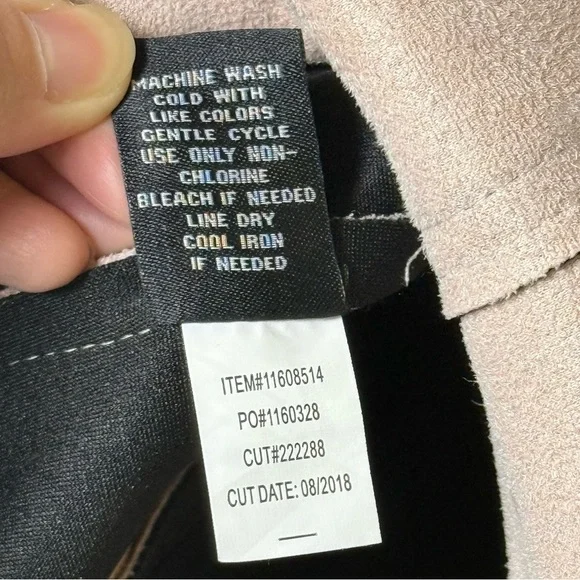 MACHINE WASH
COLD WITH
LIKE COLORS
GENTLE CYCLE
USE ONLY NON-
CHLORINE
BLEACH IF NEEDED
LINE DRY
COOL IRON
IF NEEDED
ITEM#11608514
PO#1160328
CUT#222288
CUT DATE: 08/2018